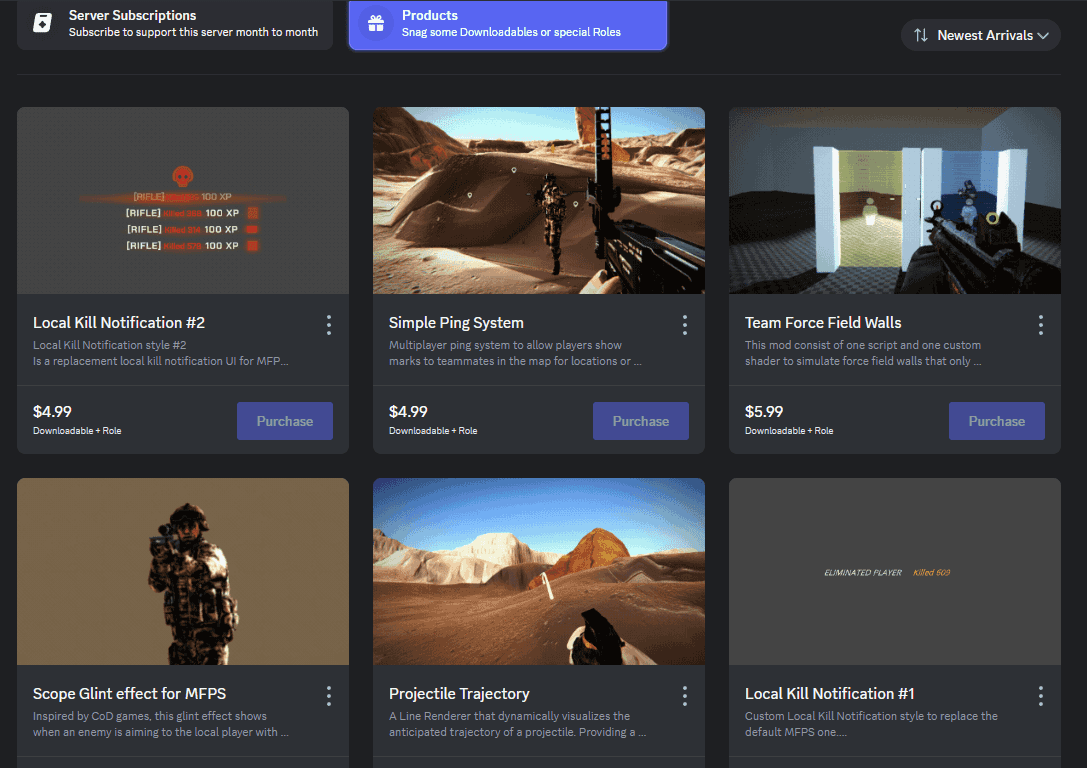 Server Subscriptions
Subscribe to support this server month to month
Products
Snag some Downloadables or special Roles
Newest Arrivals
[RIFLE] 100 XP
[RIFLE] Killed 100 XP
[RIFLE] Killed 100 XP
[RIFLE] Killed 100 XP
Local Kill Notification #2
Local Kill Notification style #2
Is a replacement local kill notification UI for MFP...
$4.99
Downloadable + Role
Purchase
Simple Ping System
Multiplayer ping system to allow players show
marks to teammates in the map for locations or ...
$4.99
Downloadable + Role
Purchase
Team Force Field Walls
This mod consist of one script and one custom
shader to simulate force field walls that only ...
$5.99
Downloadable + Role
Purchase
Scope Glint effect for MFPS
Inspired by CoD games, this glint effect shows
when an enemy is aiming to the local player with ...
Projectile Trajectory
A Line Renderer that dynamically visualizes the
anticipated trajectory of a projectile. Providing a ...
ELIMINATED PLAYER Killed 609
Local Kill Notification #1
Custom Local Kill Notification style to replace the
default MFPS one....